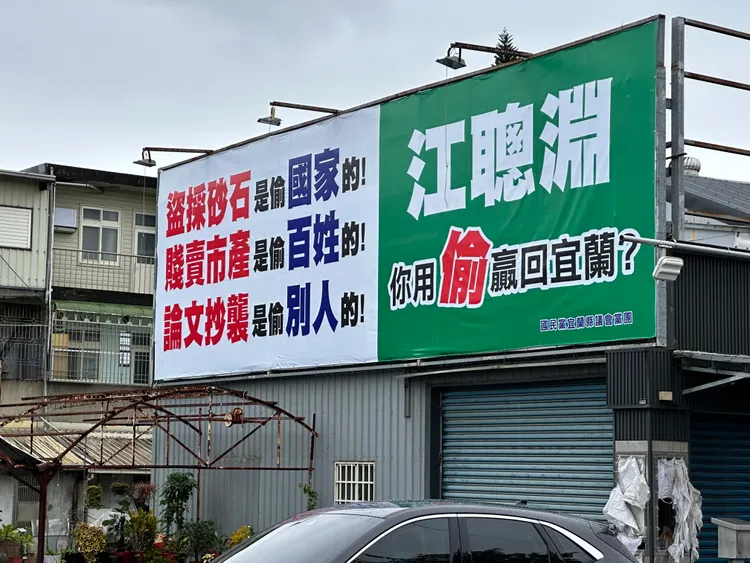 盜採砂石是偷國家的!
賤賣市產是偷百姓的!
論文抄襲是偷別人的!
江聰淵
你用偷贏回宜蘭?
國民黨宜蘭縣議會黨團